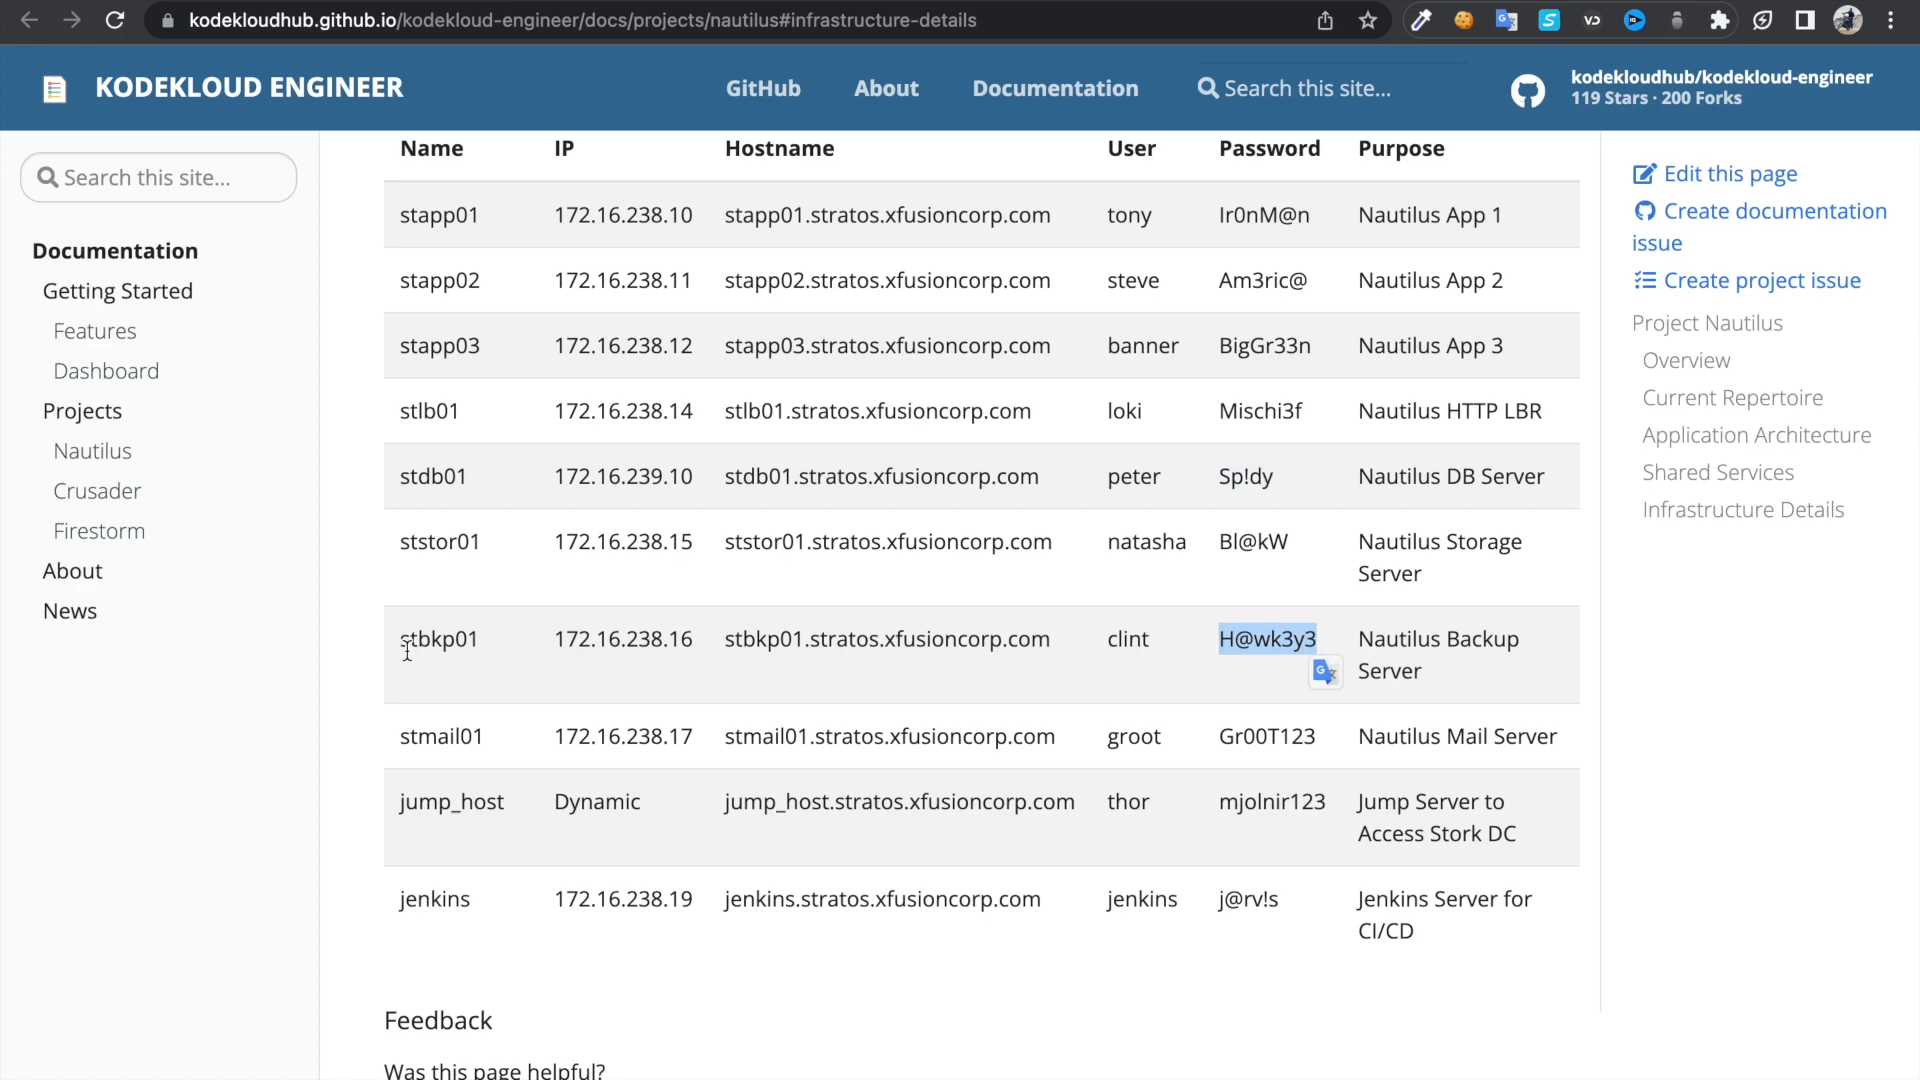 kodekloudhub.github.io/kodekloud-engineer/docs/projects/nautilus#infrastructure-details
KODEKLOUD ENGINEER
GitHub
About
Documentation
Search this site...
kodekloudhub/kodekloud-engineer
119 Stars · 200 Forks
Search this site...
Documentation
Getting Started
Features
Dashboard
Projects
Nautilus
Crusader
Firestorm
About
News
Name IP Hostname User Password Purpose
stapp01 172.16.238.10 stapp01.stratos.xfusioncorp.com tony Ir0nM@n Nautilus App 1
stapp02 172.16.238.11 stapp02.stratos.xfusioncorp.com steve Am3ric@ Nautilus App 2
stapp03 172.16.238.12 stapp03.stratos.xfusioncorp.com banner BigGr33n Nautilus App 3
stlb01 172.16.238.14 stlb01.stratos.xfusioncorp.com loki Mischi3f Nautilus HTTP LBR
stdb01 172.16.239.10 stdb01.stratos.xfusioncorp.com peter Sp!dy Nautilus DB Server
ststor01 172.16.238.15 ststor01.stratos.xfusioncorp.com natasha Bl@kW Nautilus Storage
Server
stbkp01 172.16.238.16 stbkp01.stratos.xfusioncorp.com clint H@wk3y3 Nautilus Backup
Server
stmail01 172.16.238.17 stmail01.stratos.xfusioncorp.com groot Gr00T123 Nautilus Mail Server
jump_host Dynamic jump_host.stratos.xfusioncorp.com thor mjolnir123 Jump Server to
Access Stork DC
jenkins 172.16.238.19 jenkins.stratos.xfusioncorp.com jenkins j@rv!s Jenkins Server for
CI/CD
Feedback
Was this page helpful?
Edit this page
Create documentation
issue
Create project issue
Project Nautilus
Overview
Current Repertoire
Application Architecture
Shared Services
Infrastructure Details